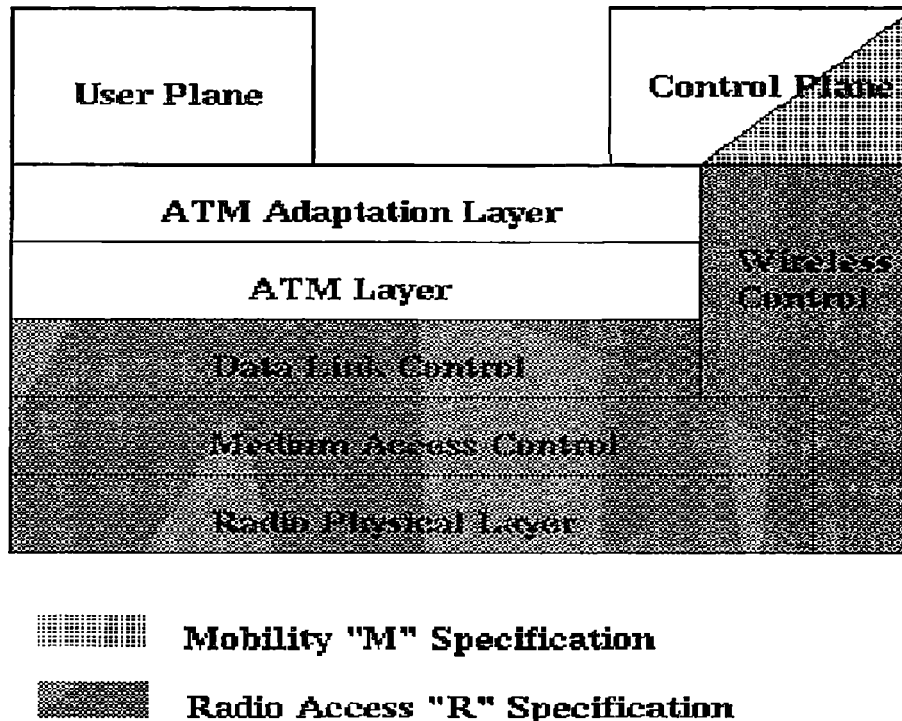 User Plane
Control Plane
ATM Adaptation Layer
ATM Layer
Wireless
Control
Data Link Control
Medium Access Control
Radio Physical Layer
Mobility "M" Specification
Radio Access "R" Specification